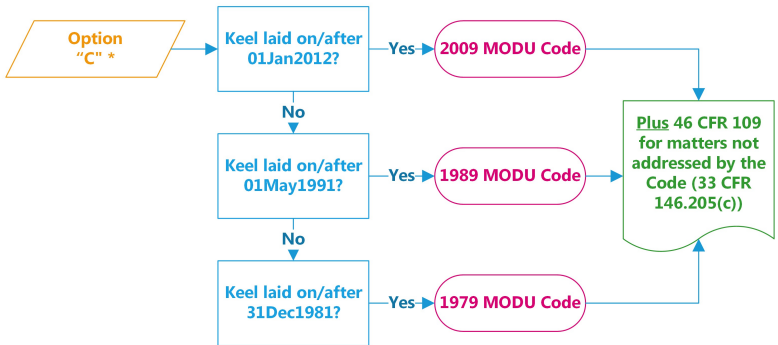 Option
“C" *
Keel laid on/after
01Jan2012?
Yes
2009 MODU Code
No
Keel laid on/after
01May1991?
Yes
1989 MODU Code
No
Keel laid on/after
31Dec1981?
Yes
1979 MODU Code
Plus 46 CFR 109
for matters not
addressed by the
Code (33 CFR
146.205(c))